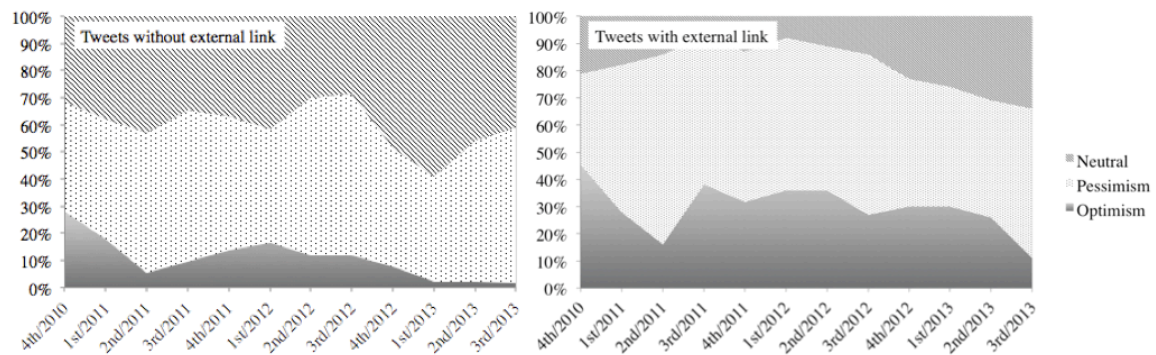 Tweets without external link
100%
90%
80%
70%
60%
50%
40%
30%
20%
10%
0%
4th/2010
1st/2011
2nd/2011
3rd/2011
4th/2011
1st/2012
2nd/2012
3rd/2012
4th/2012
1st/2013
2nd/2013
3rd/2013
Tweets with external link
100%
90%
80%
70%
60%
50%
40%
30%
20%
10%
0%
4th/2010
1st/2011
2nd/2011
3rd/2011
4th/2011
1st/2012
2nd/2012
3rd/2012
4th/2012
1st/2013
2nd/2013
3rd/2013
Neutral
Pessimism
Optimism